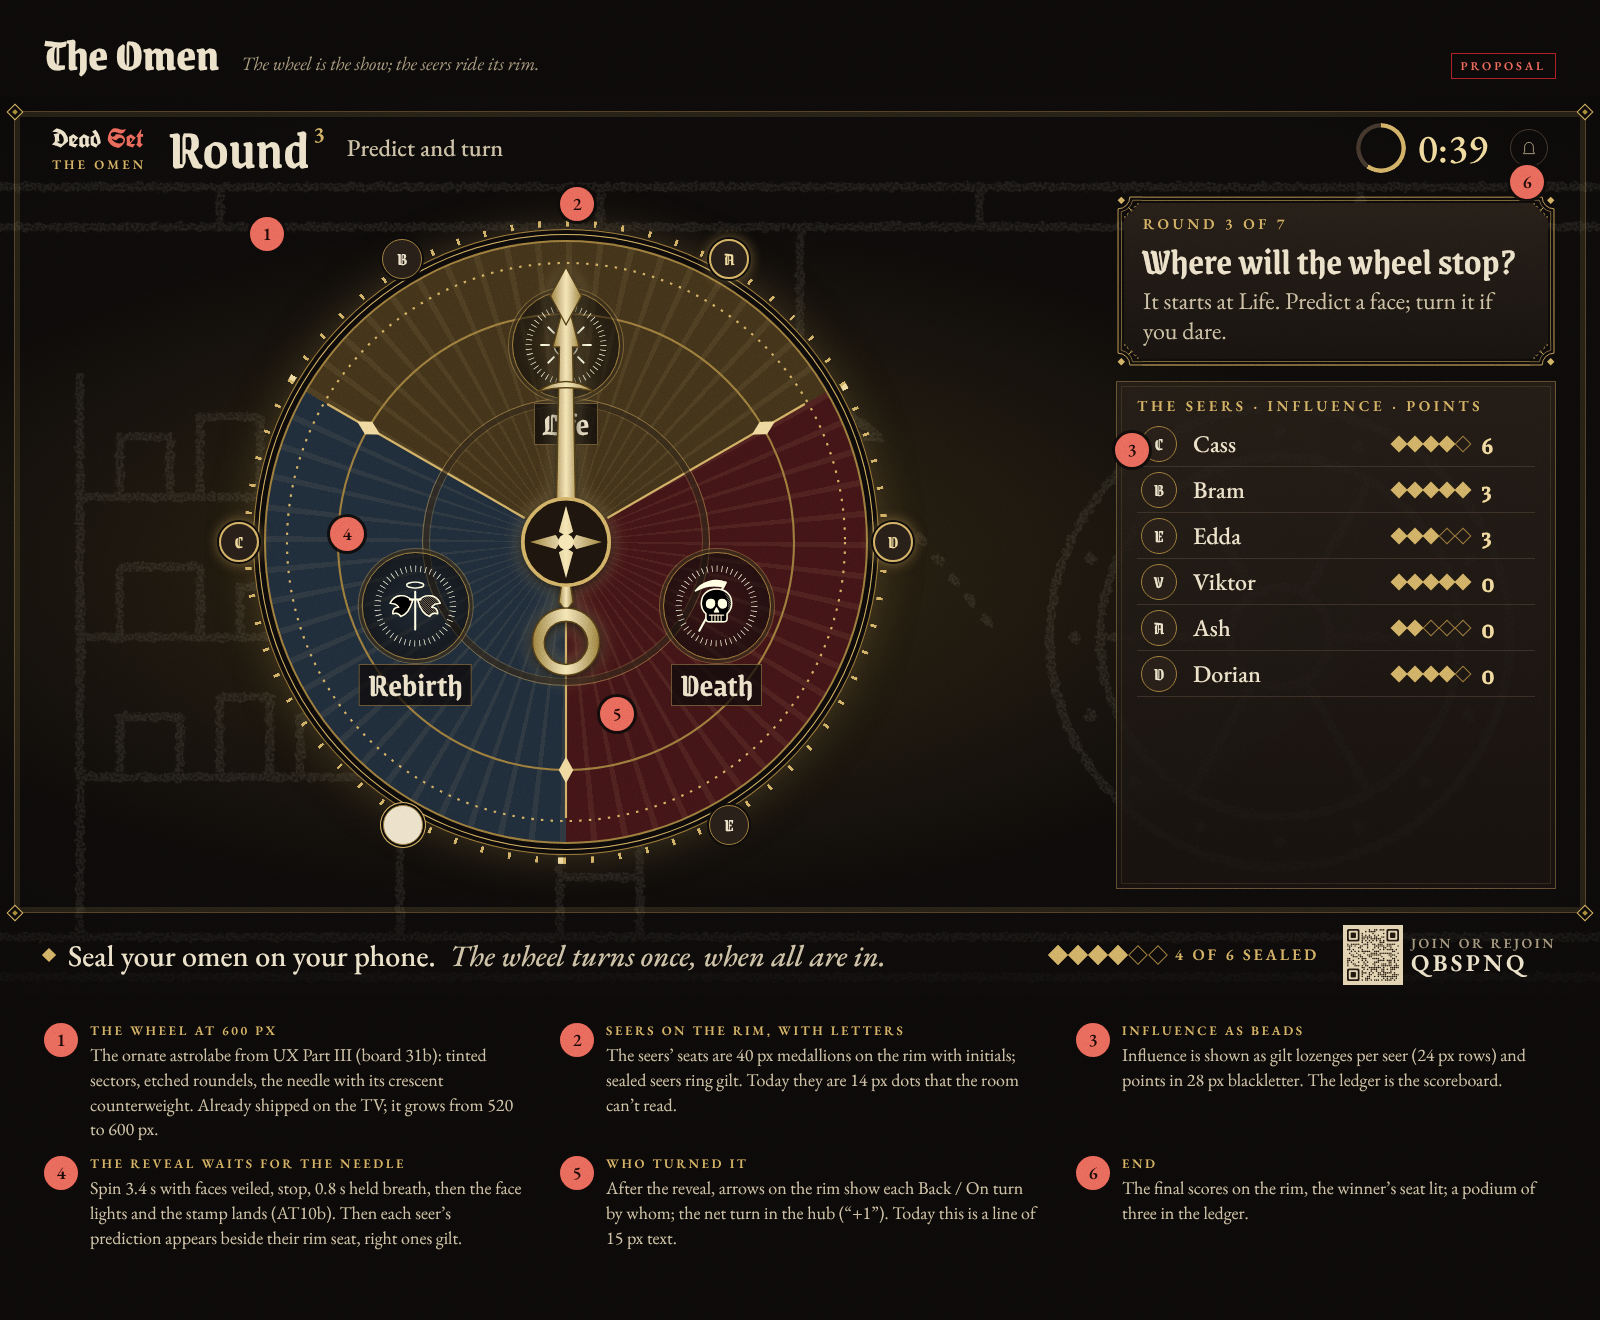 The Omen
The wheel is the show; the seers ride its rim.
PROPOSAL
Dead Set
THE OMEN
Round 3
Predict and turn
0:39
6
1
2
B
A
C
D
E
4
5
Rebirth
Death
ROUND 3 OF 7
Where will the wheel stop?
It starts at Life. Predict a face; turn it if
you dare.
THE SEERS · INFLUENCE · POINTS
3
C Cass 6
B Bram 3
E Edda 3
V Viktor 0
A Ash 0
D Dorian 0
Seal your omen on your phone. The wheel turns once, when all are in.
4 OF 6 SEALED
JOIN OR REJOIN
QBSPNQ
1 THE WHEEL AT 600 PX
The ornate astrolabe from UX Part III (board 31b): tinted
sectors, etched roundels, the needle with its crescent
counterweight. Already shipped on the TV; it grows from 520
to 600 px.
2 SEERS ON THE RIM, WITH LETTERS
The seers’ seats are 40 px medallions on the rim with initials;
sealed seers ring gilt. Today they are 14 px dots that the room
can’t read.
3 INFLUENCE AS BEADS
Influence is shown as gilt lozenges per seer (24 px rows) and
points in 28 px blackletter. The ledger is the scoreboard.
4 THE REVEAL WAITS FOR THE NEEDLE
Spin 3.4 s with faces veiled, stop, 0.8 s held breath, then the face
lights and the stamp lands (AT10b). Then each seer’s
prediction appears beside their rim seat, right ones gilt.
5 WHO TURNED IT
After the reveal, arrows on the rim show each Back / On turn
by whom; the net turn in the hub (“+1”). Today this is a line of
15 px text.
6 END
The final scores on the rim, the winner’s seat lit; a podium of
three in the ledger.